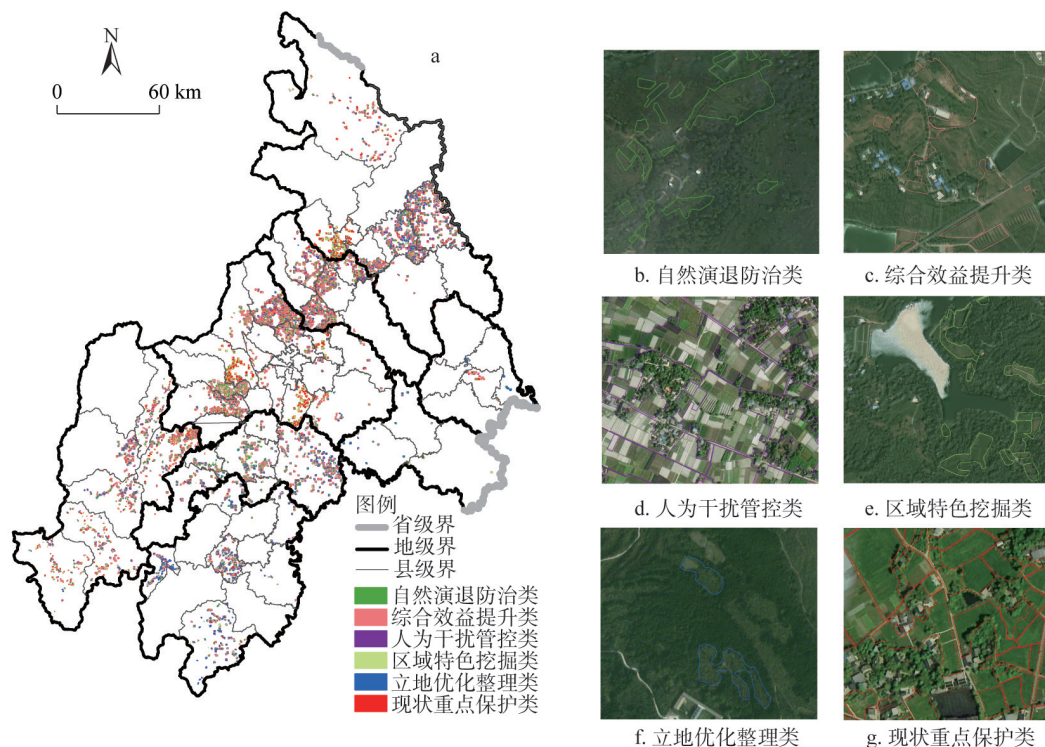 N
a
0 60 km
图例
省级界
地级界
县级界
自然演退防治类
综合效益提升类
人为干扰管控类
区域特色挖掘类
立地优化整理类
现状重点保护类
b. 自然演退防治类
c. 综合效益提升类
d. 人为干扰管控类
e. 区域特色挖掘类
f. 立地优化整理类
g. 现状重点保护类